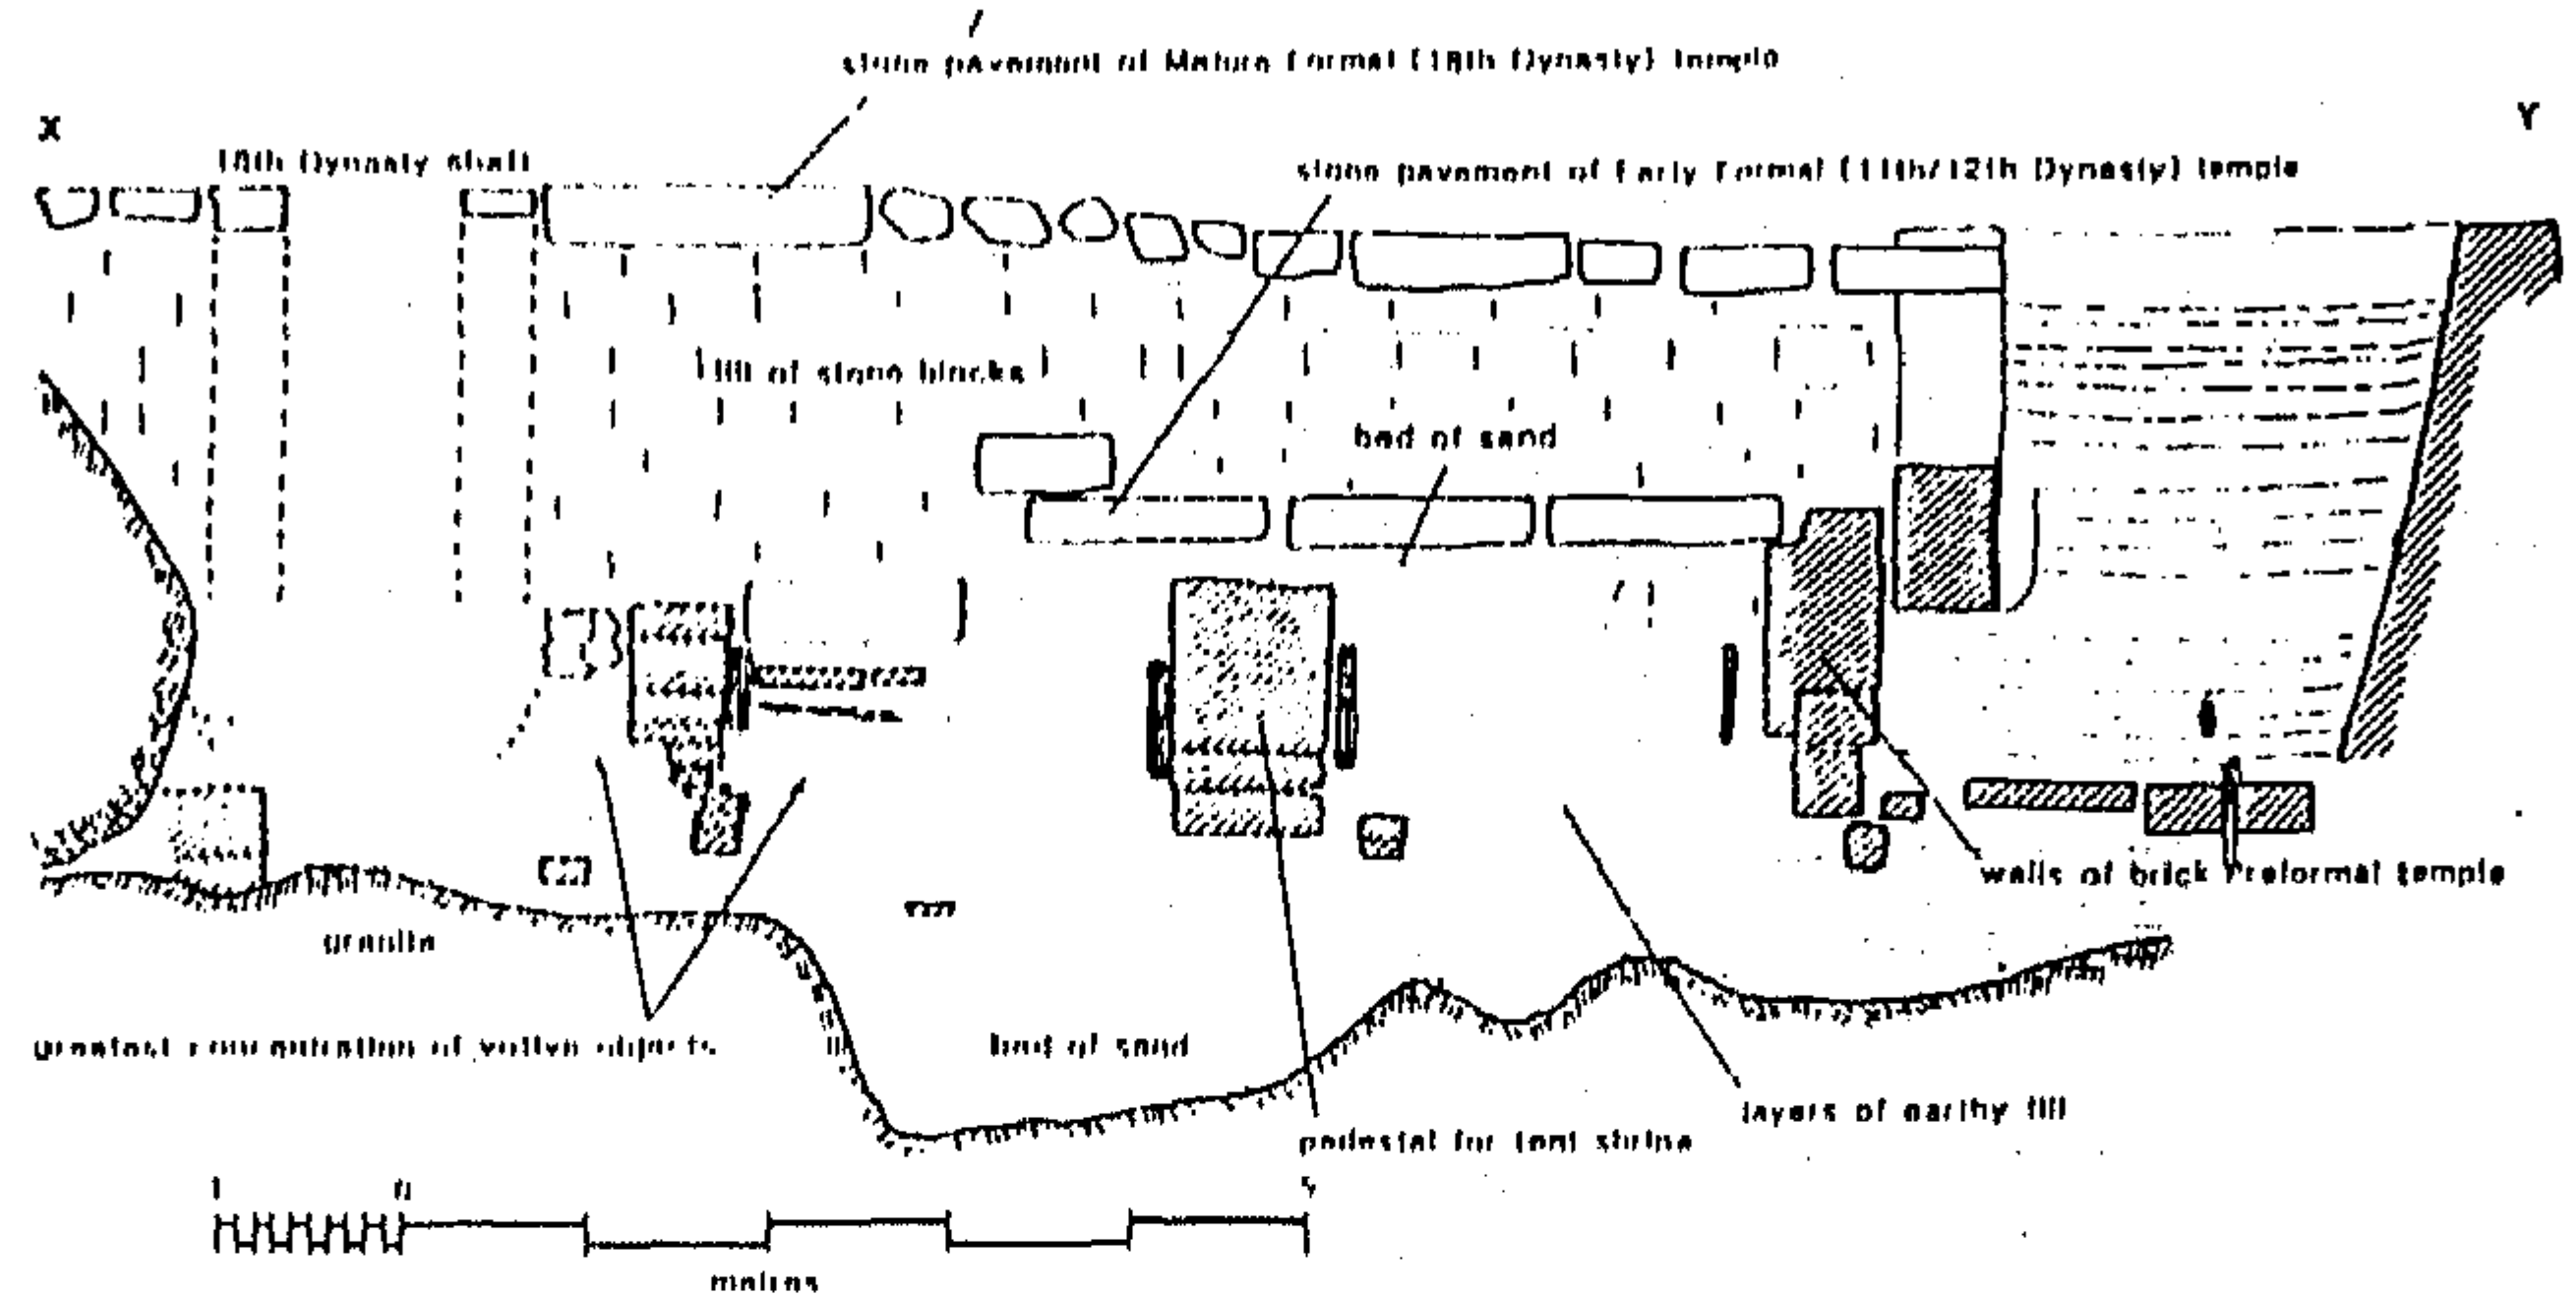 stone pavement of Mature Formal (18th Dynasty) temple
X
Y
18th Dynasty shaft
stone pavement of Early Formal (11th/12th Dynasty) temple
fill of stone blocks
bed of sand
walls of brick Preformal temple
granite
greatest concentration of votive objects
bed of sand
layers of earthy fill
pedestal for tent shrine
1 0 5
metres